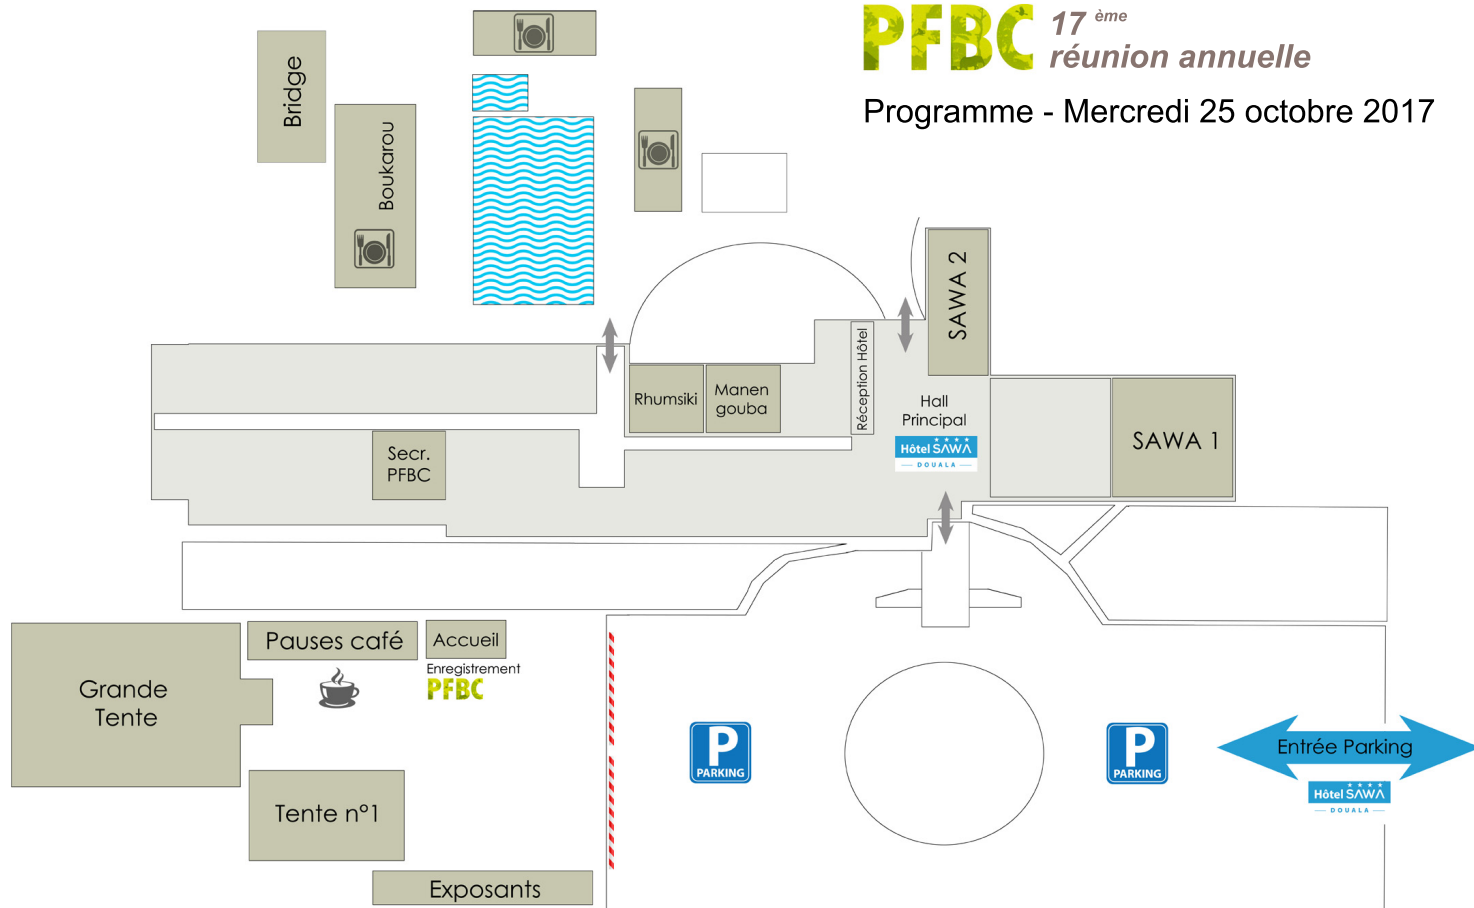 PFBC
17 ème
réunion annuelle
Programme - Mercredi 25 octobre 2017
Bridge
Boukarou
SAWA 2
Rhumsiki
Manen
gouba
Réception Hôtel
Hall
Principal
Hôtel SAWA
DOUALA
SAWA 1
Secr.
PFBC
Pauses café
Accueil
Enregistrement
PFBC
Grande
Tente
P
PARKING
P
PARKING
Entrée Parking
Hôtel SAWA
DOUALA
Tente n°1
Exposants